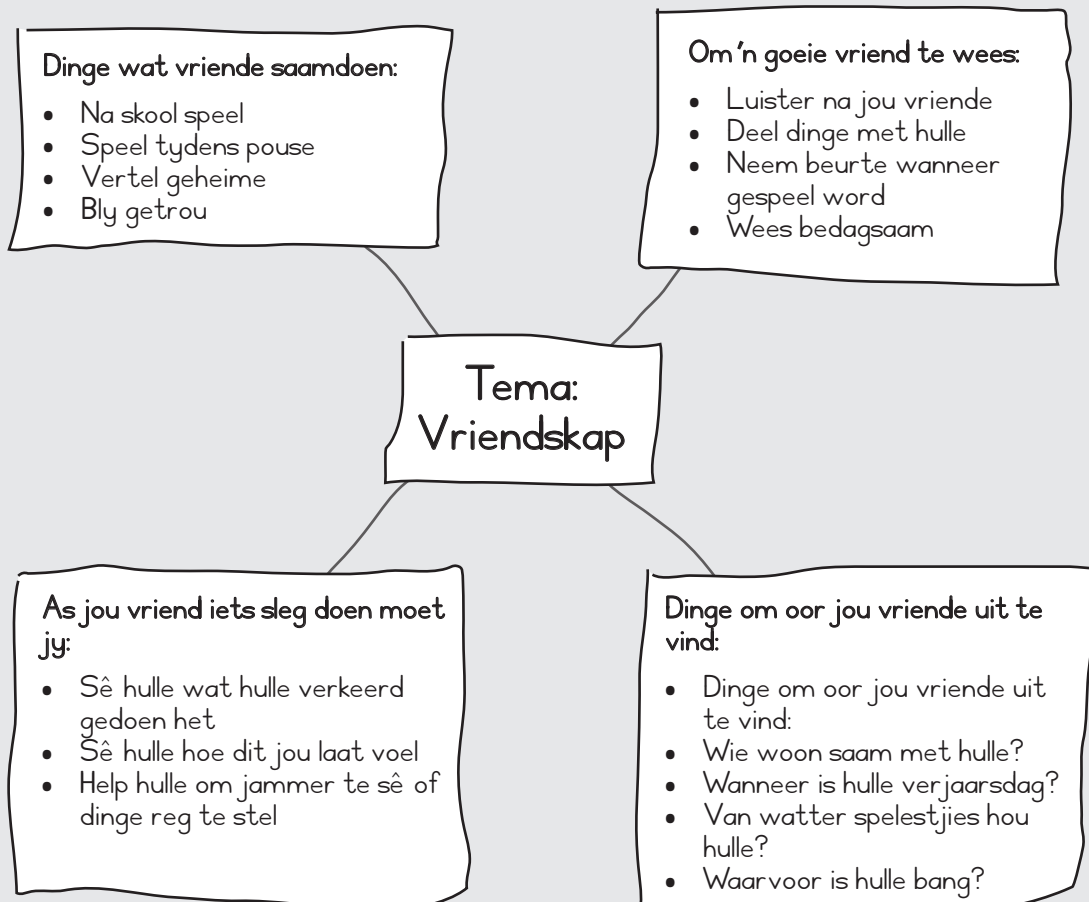 Dinge wat vriende saamdoen:
• Na skool speel
• Speel tydens pouse
• Vertel geheime
• Bly getrou
Om 'n goeie vriend te wees:
• Luister na jou vriende
• Deel dinge met hulle
• Neem beurte wanneer
gespeel word
• Wees bedagsaam
Tema:
Vriendskap
As jou vriend iets sleg doen moet
jy:
• Sê hulle wat hulle verkeerd
gedoen het
• Sê hulle hoe dit jou laat voel
• Help hulle om jammer te sê of
dinge reg te stel
Dinge om oor jou vriende uit te
vind:
• Dinge om oor jou vriende uit
te vind:
• Wie woon saam met hulle?
• Wanneer is hulle verjaarsdag?
• Van watter spelestjies hou
hulle?
• Waarvoor is hulle bang?